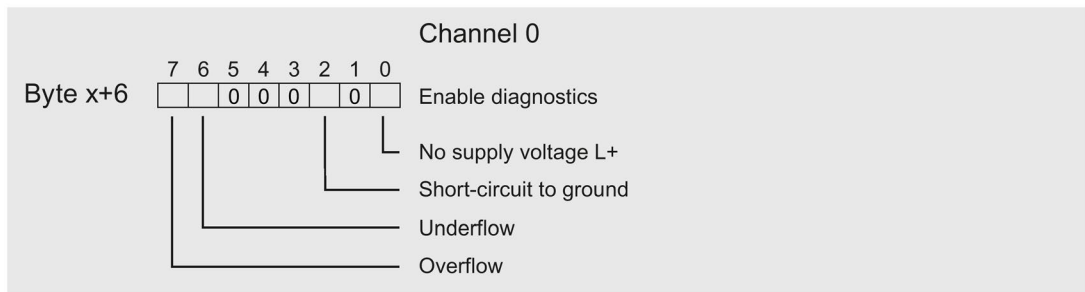 Channel 0
7 6 5 4 3 2 1 0
Byte x+6 0 0 0 0 Enable diagnostics
No supply voltage L+
Short-circuit to ground
Underflow
Overflow